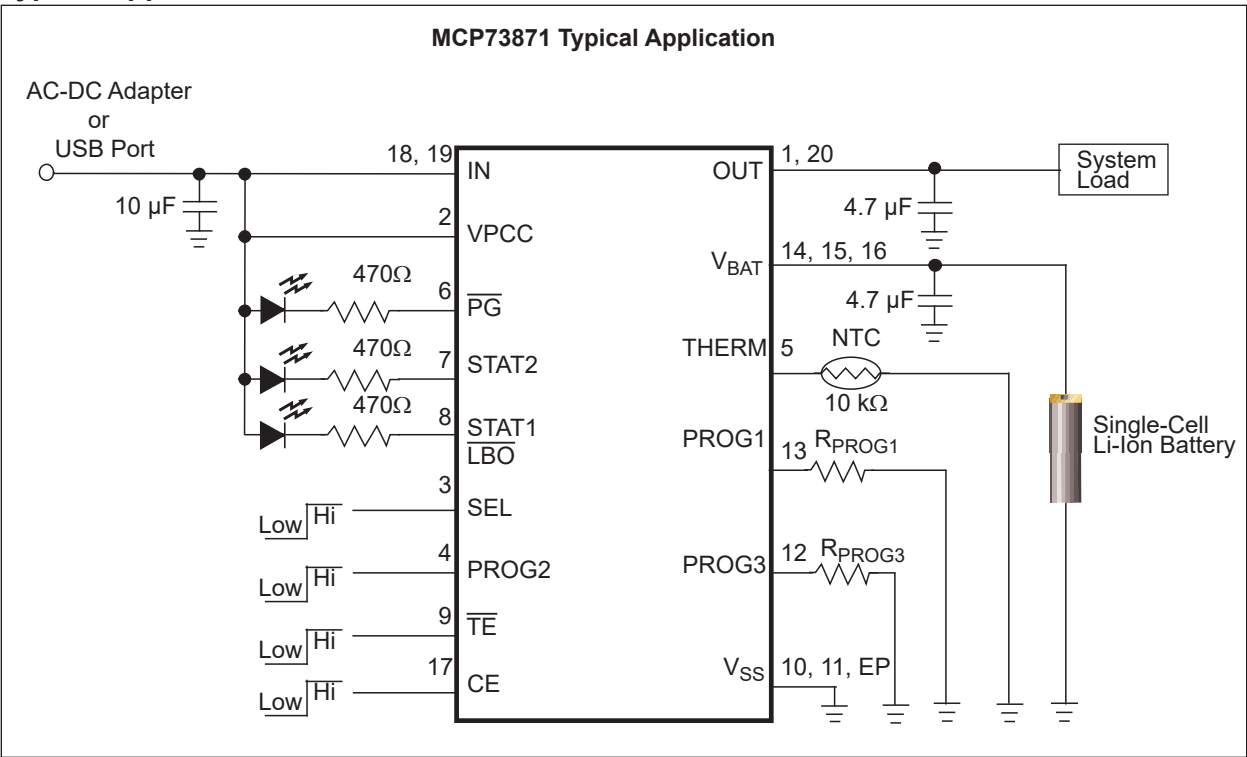 MCP73871 Typical Application
AC-DC Adapter
or
USB Port
18, 19
IN
OUT
1, 20
System
Load
10 µF
4.7 µF
2
VPCC
VBAT
14, 15, 16
470Ω
6
PG
4.7 µF
THERM
5
NTC
10 kΩ
470Ω
7
STAT2
470Ω
8
STAT1
LBO
PROG1
13
RPROG1
Single-Cell
Li-Ion Battery
3
SEL
Low
Hi
4
PROG2
Low
Hi
PROG3
12
RPROG3
9
TE
Low
Hi
17
CE
Low
Hi
VSS
10, 11, EP